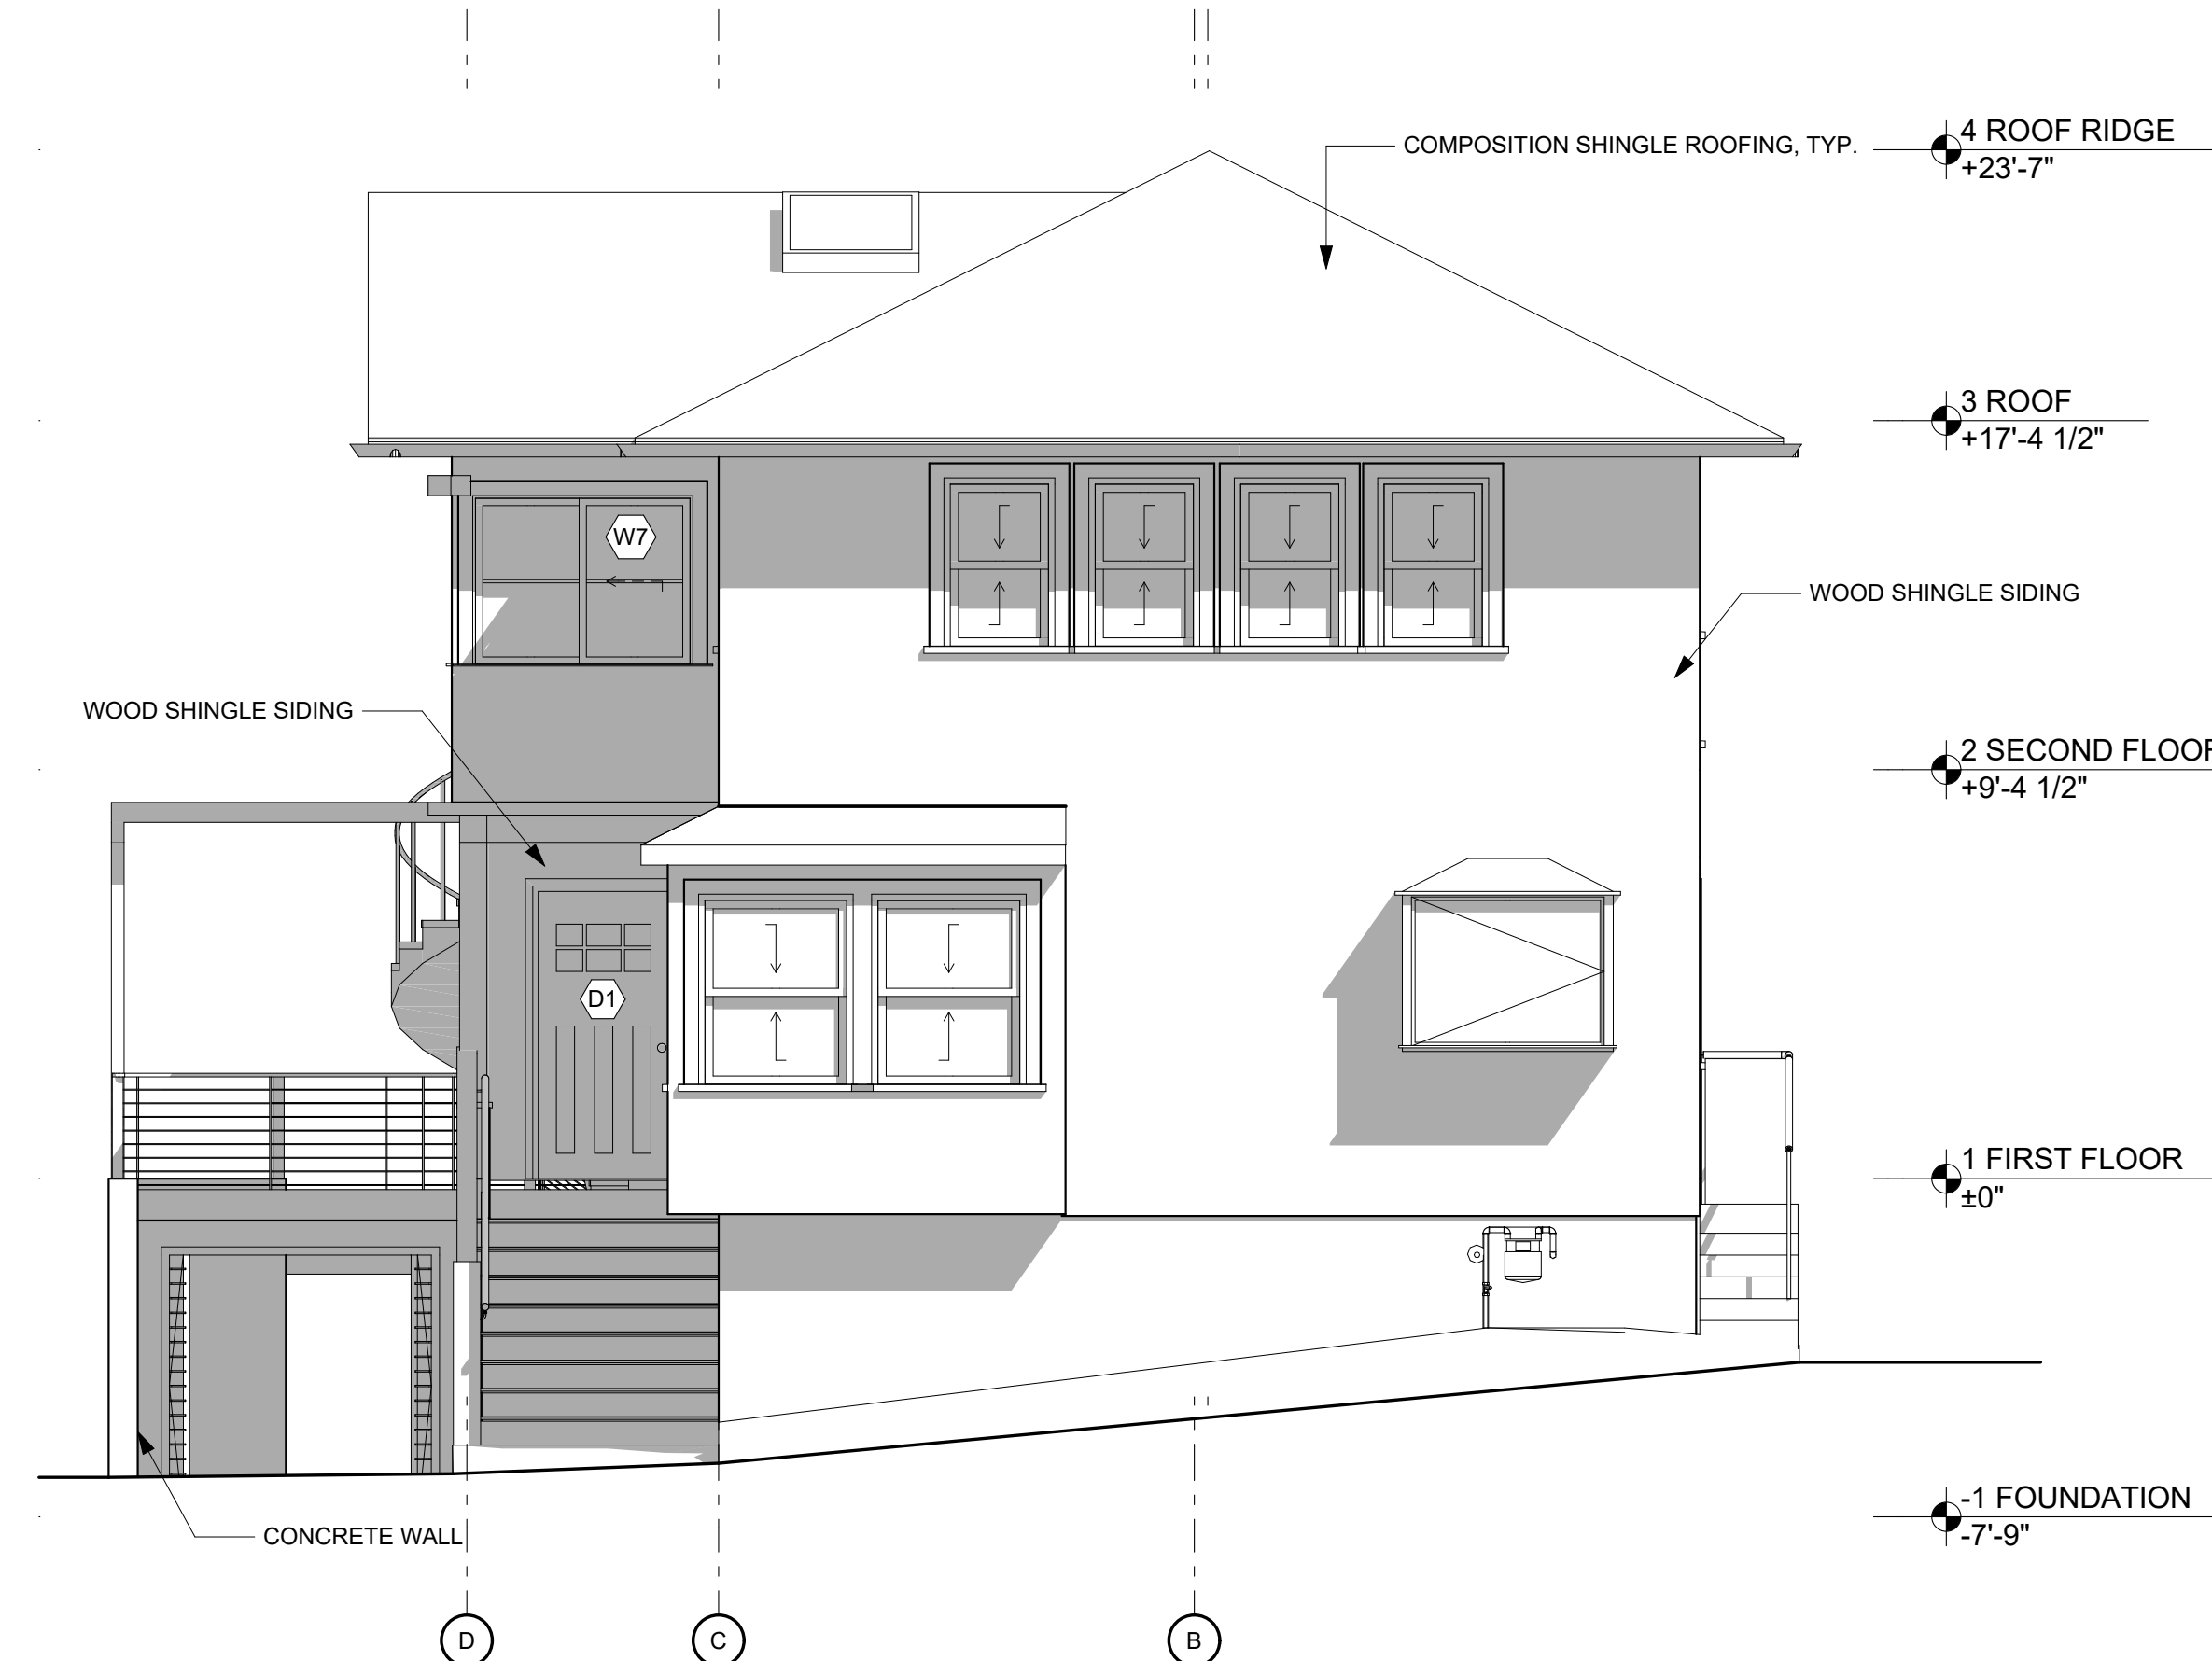 COMPOSITION SHINGLE ROOFING, TYP.
4 ROOF RIDGE
+23'-7"
3 ROOF
+17'-4 1/2"
W7
WOOD SHINGLE SIDING
WOOD SHINGLE SIDING
2 SECOND FLOOR
+9'-4 1/2"
D1
1 FIRST FLOOR
±0"
-1 FOUNDATION
-7'-9"
CONCRETE WALL
D
C
B